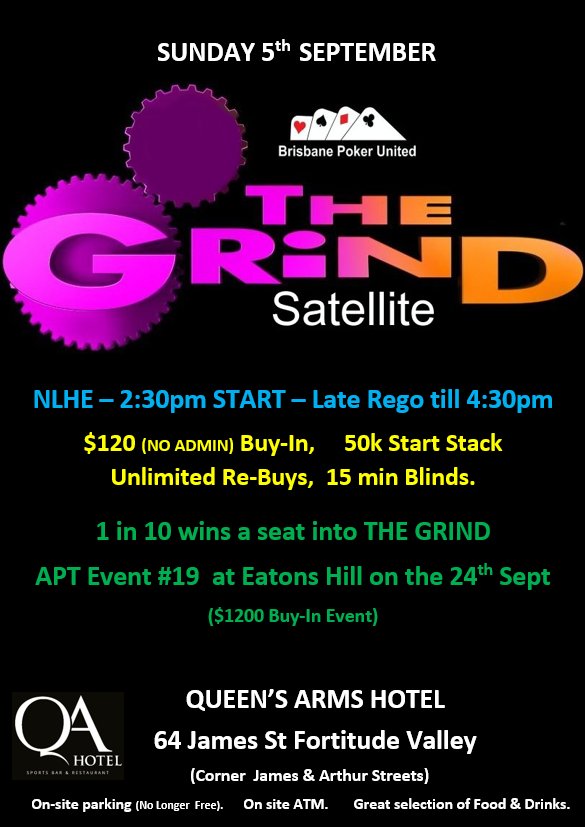 SUNDAY 5th SEPTEMBER
Brisbane Poker United
THE
GRiND
Satellite
NLHE – 2:30pm START – Late Rego till 4:30pm
$120 (NO ADMIN) Buy-In, 50k Start Stack
Unlimited Re-Buys, 15 min Blinds.
1 in 10 wins a seat into THE GRIND
APT Event #19 at Eatons Hill on the 24th Sept
($1200 Buy-In Event)
QUEEN’S ARMS HOTEL
QA
HOTEL
SPORTS BAR & RESTAURANT
64 James St Fortitude Valley
(Corner James & Arthur Streets)
On-site parking (No Longer Free). On site ATM. Great selection of Food & Drinks.